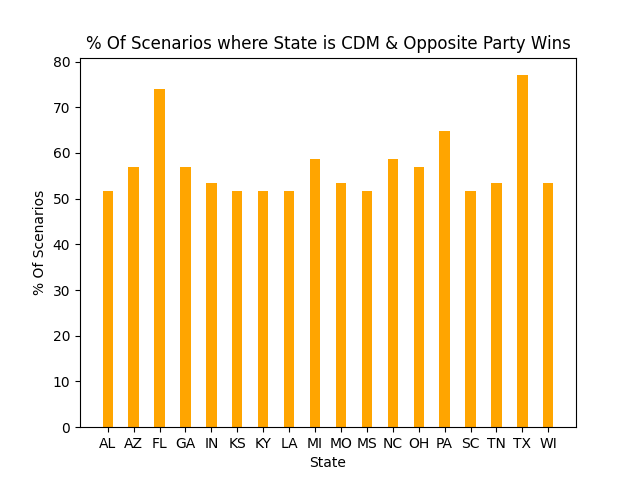 % Of Scenarios where State is CDM & Opposite Party Wins
80
70
60
50
40
30
20
10
0
% Of Scenarios
AL AZ FL GA IN KS KY LA MI MO MS NC OH PA SC TN TX WI
State